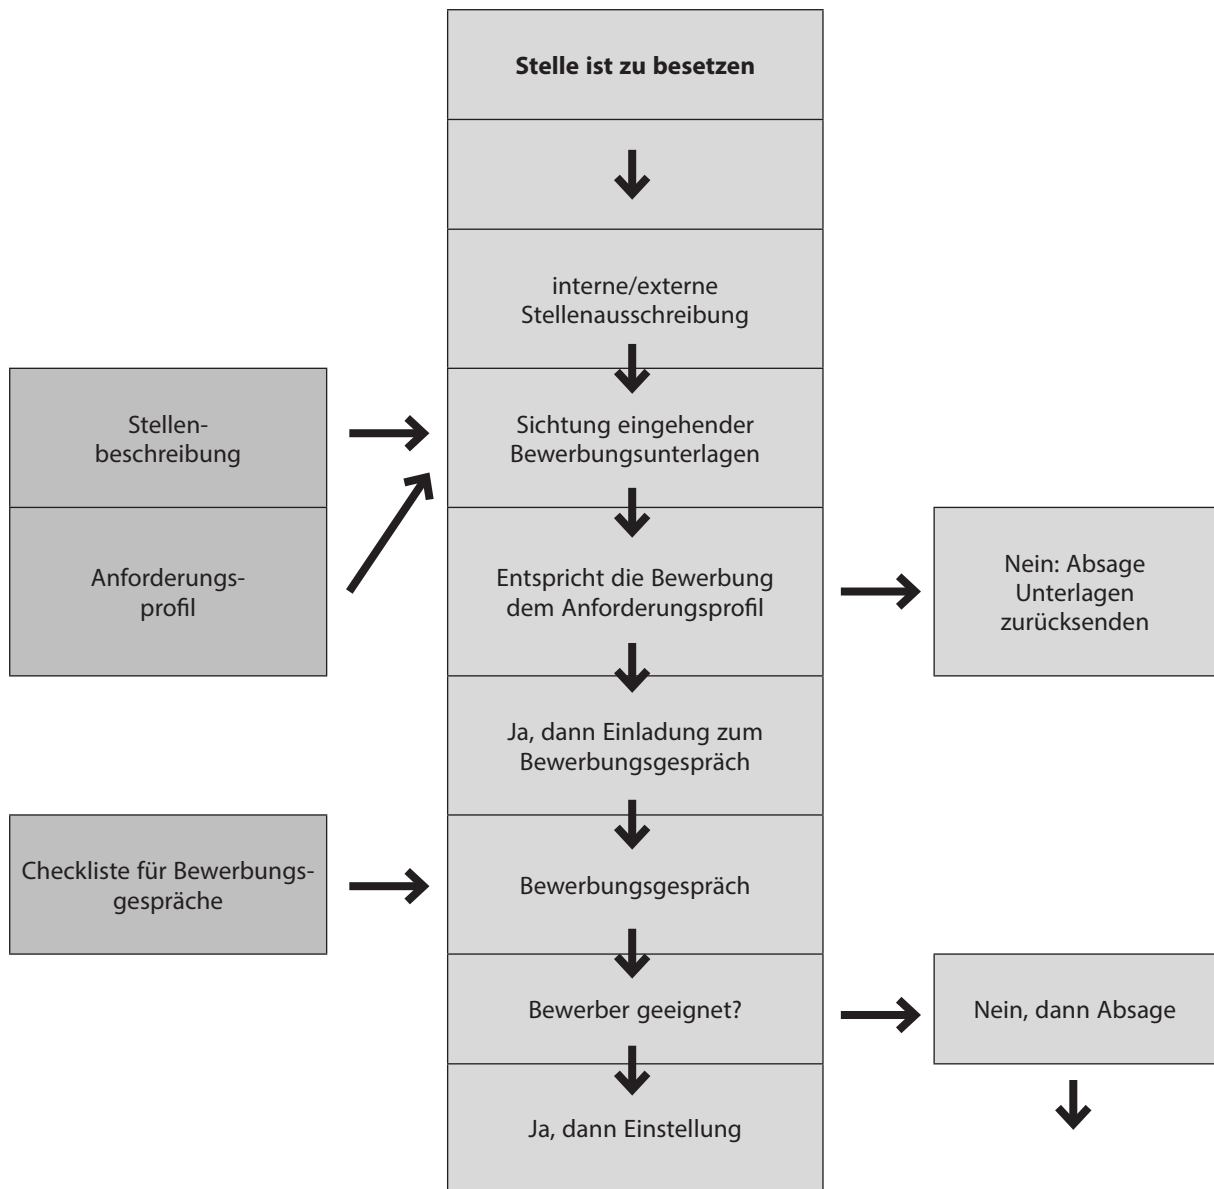 Stelle ist zu besetzen
interne/externe
Stellenausschreibung
Stellen-
beschreibung
Sichtung eingehender
Bewerbungsunterlagen
Anforderungs-
profil
Entspricht die Bewerbung
dem Anforderungsprofil
Nein: Absage
Unterlagen
zurücksenden
Ja, dann Einladung zum
Bewerbungsgespräch
Checkliste für Bewerbungs-
gespräche
Bewerbungsgespräch
Bewerber geeignet?
Nein, dann Absage
Ja, dann Einstellung